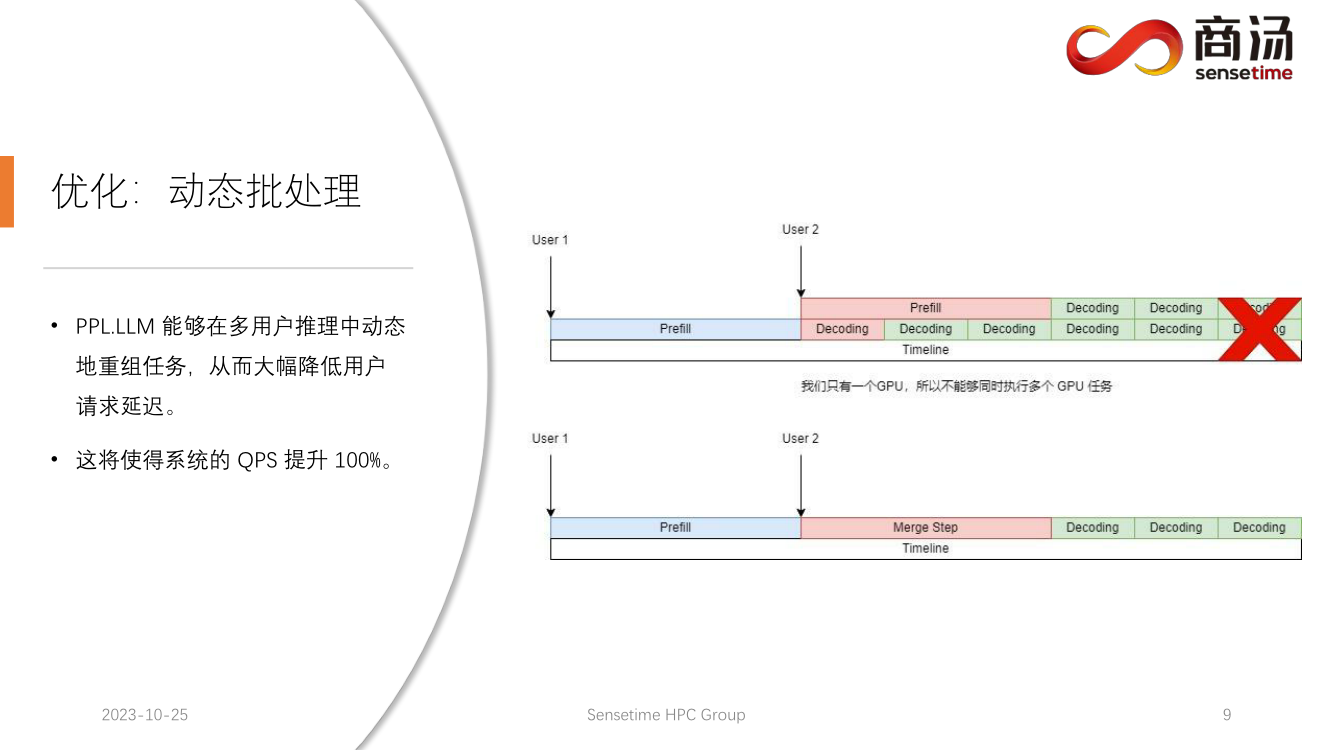 商汤
sensetime
优化：动态批处理
• PPL.LLM 能够在多用户推理中动态
地重组任务，从而大幅降低用户
请求延迟。
• 这将使得系统的 QPS 提升 100%。
User 1
User 2
Prefill
Decoding
Decoding
Prefill
Decoding
Decoding
Decoding
Decoding
Decoding
Timeline
我们只有一个GPU，所以不能够同时执行多个 GPU 任务
User 1
User 2
Prefill
Merge Step
Decoding
Decoding
Decoding
Timeline
2023-10-25
Sensetime HPC Group
9